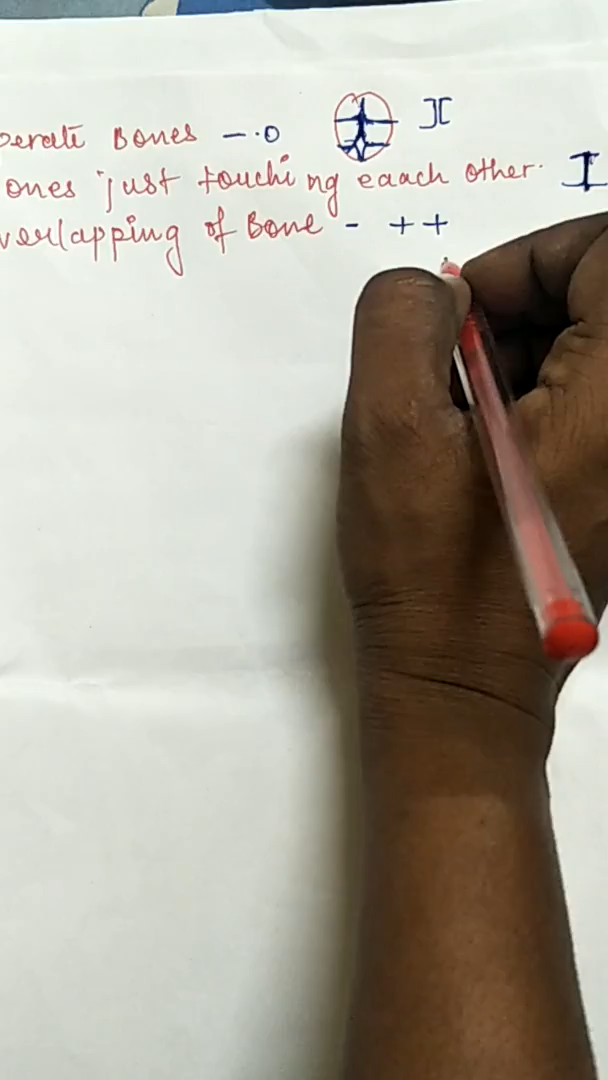 perate Bones - . 0 ][
ones just touching eaach other. I
verlapping of Bone - ++